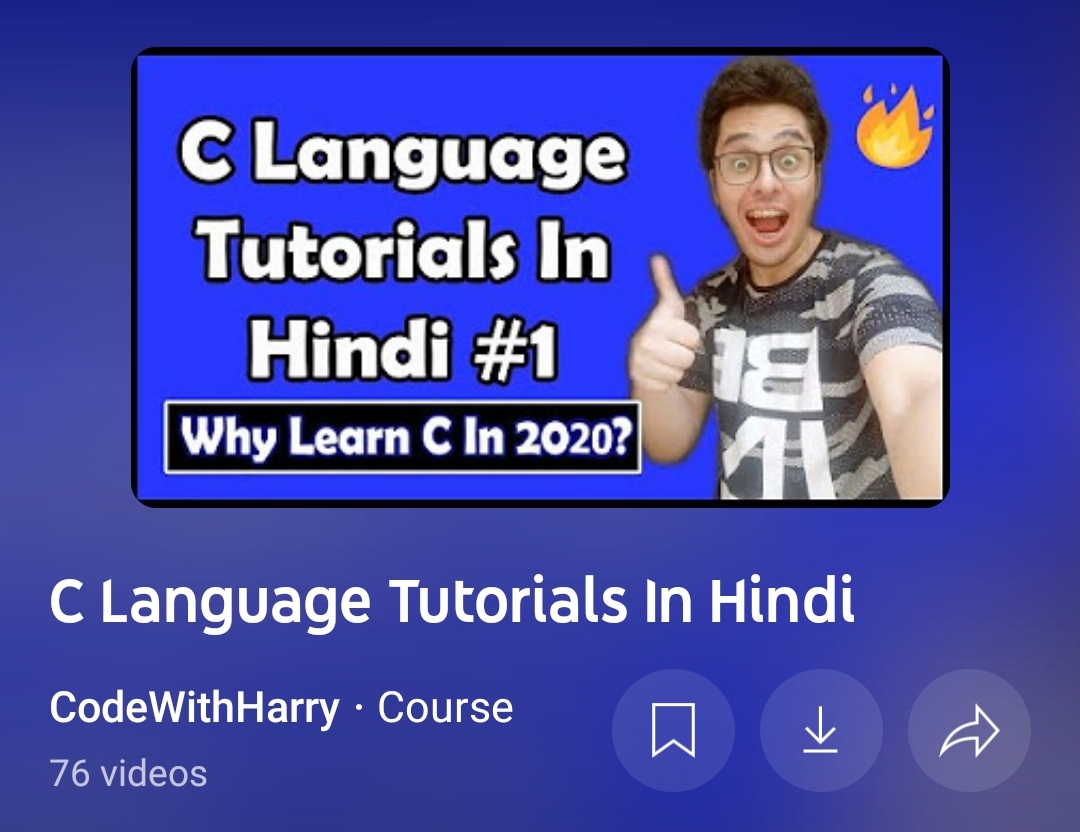 C Language
Tutorials In
Hindi #1
Why Learn C In 2020?
C Language Tutorials In Hindi
CodeWithHarry · Course
76 videos